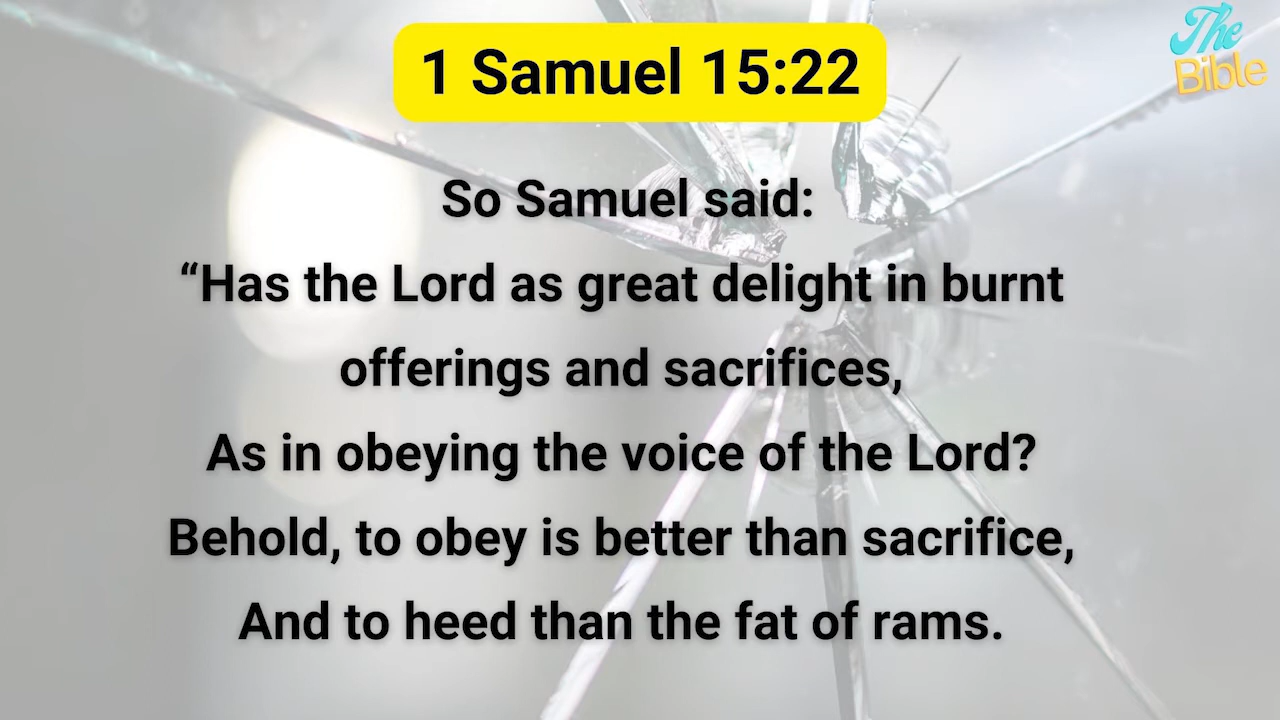 The
Bible
1 Samuel 15:22
So Samuel said:
“Has the Lord as great delight in burnt
offerings and sacrifices,
As in obeying the voice of the Lord?
Behold, to obey is better than sacrifice,
And to heed than the fat of rams.